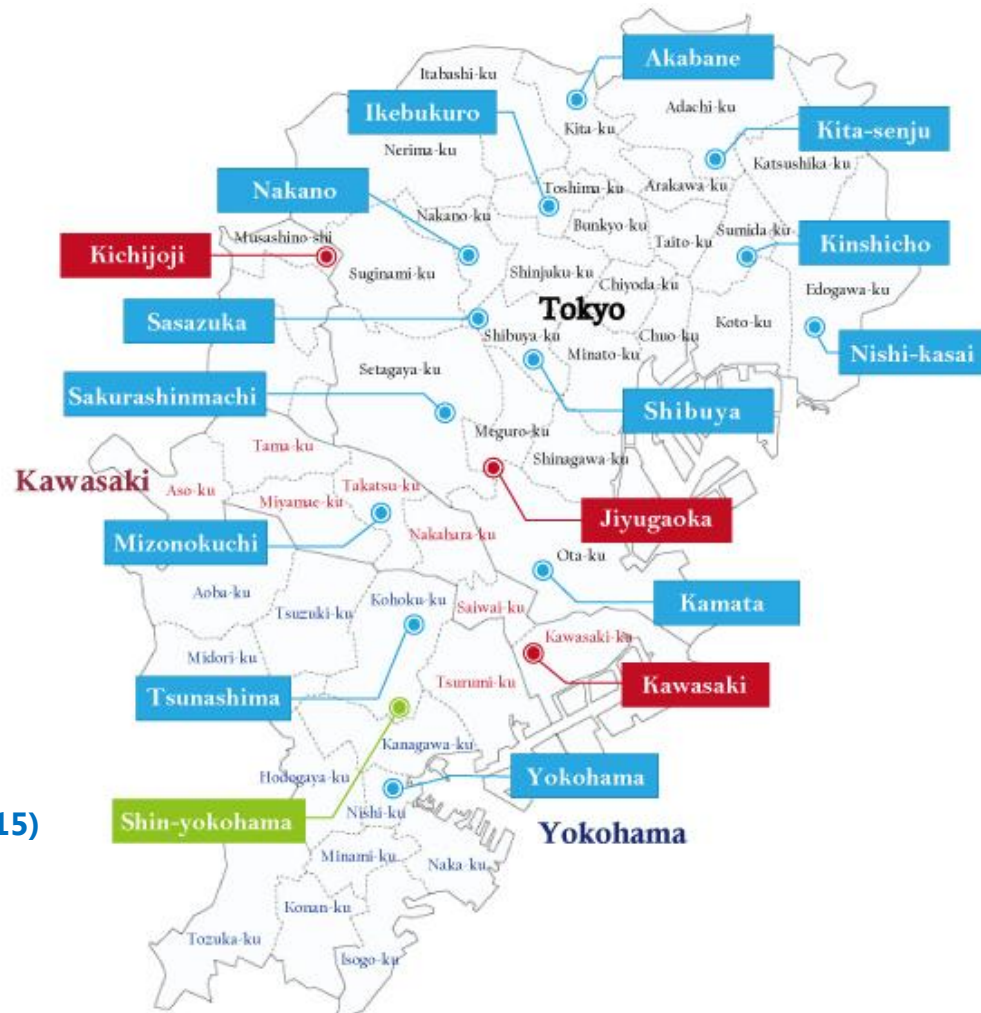 Akabane
Itabashi-ku
Adachi-ku
Ikebukuro
Kita-ku
Kita-senju
Nerima-ku
Katsushika-ku
Toshima-ku
Arakawa-ku
Nakano
Nakano-ku
Bunkyo-ku
Taito-ku
Sumida-ku
Kinshicho
Musashino-shi
Kichijoji
Suginami-ku
Shinjuku-ku
Chiyoda-ku
Edogawa-ku
Tokyo
Sasazuka
Shibuya-ku
Chuo-ku
Koto-ku
Minato-ku
Nishi-kasai
Setagaya-ku
Sakurashinmachi
Shibuya
Meguro-ku
Tama-ku
Shinagawa-ku
Kawasaki
Aso-ku
Miyamae-ku
Takatsu-ku
Jiyugaoka
Mizonokuchi
Nakahara-ku
Ota-ku
Aoba-ku
Tsuzuki-ku
Kohoku-ku
Saiwai-ku
Kamata
Kawasaki-ku
Midori-ku
Tsunashima
Tsurumi-ku
Kawasaki
Kanagawa-ku
Hodogaya-ku
Yokohama
Shin-yokohama
Nishi-ku
15)
Yokohama
Minami-ku
Naka-ku
Konan-ku
Tozuka-ku
Isogo-ku